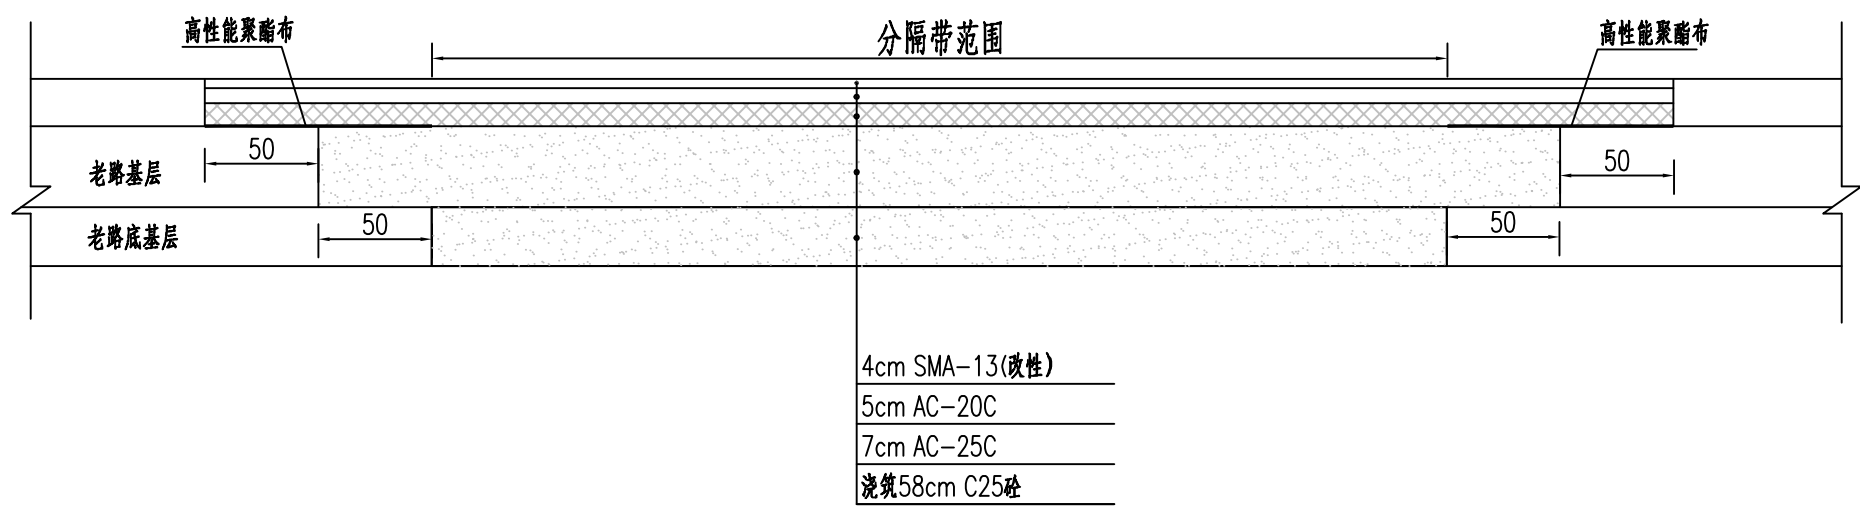 高性能聚酯布
分隔带范围
高性能聚酯布
50
老路基层
50
老路底基层
50
50
4cm SMA-13(改性)
5cm AC-20C
7cm AC-25C
浇筑58cm C25砼